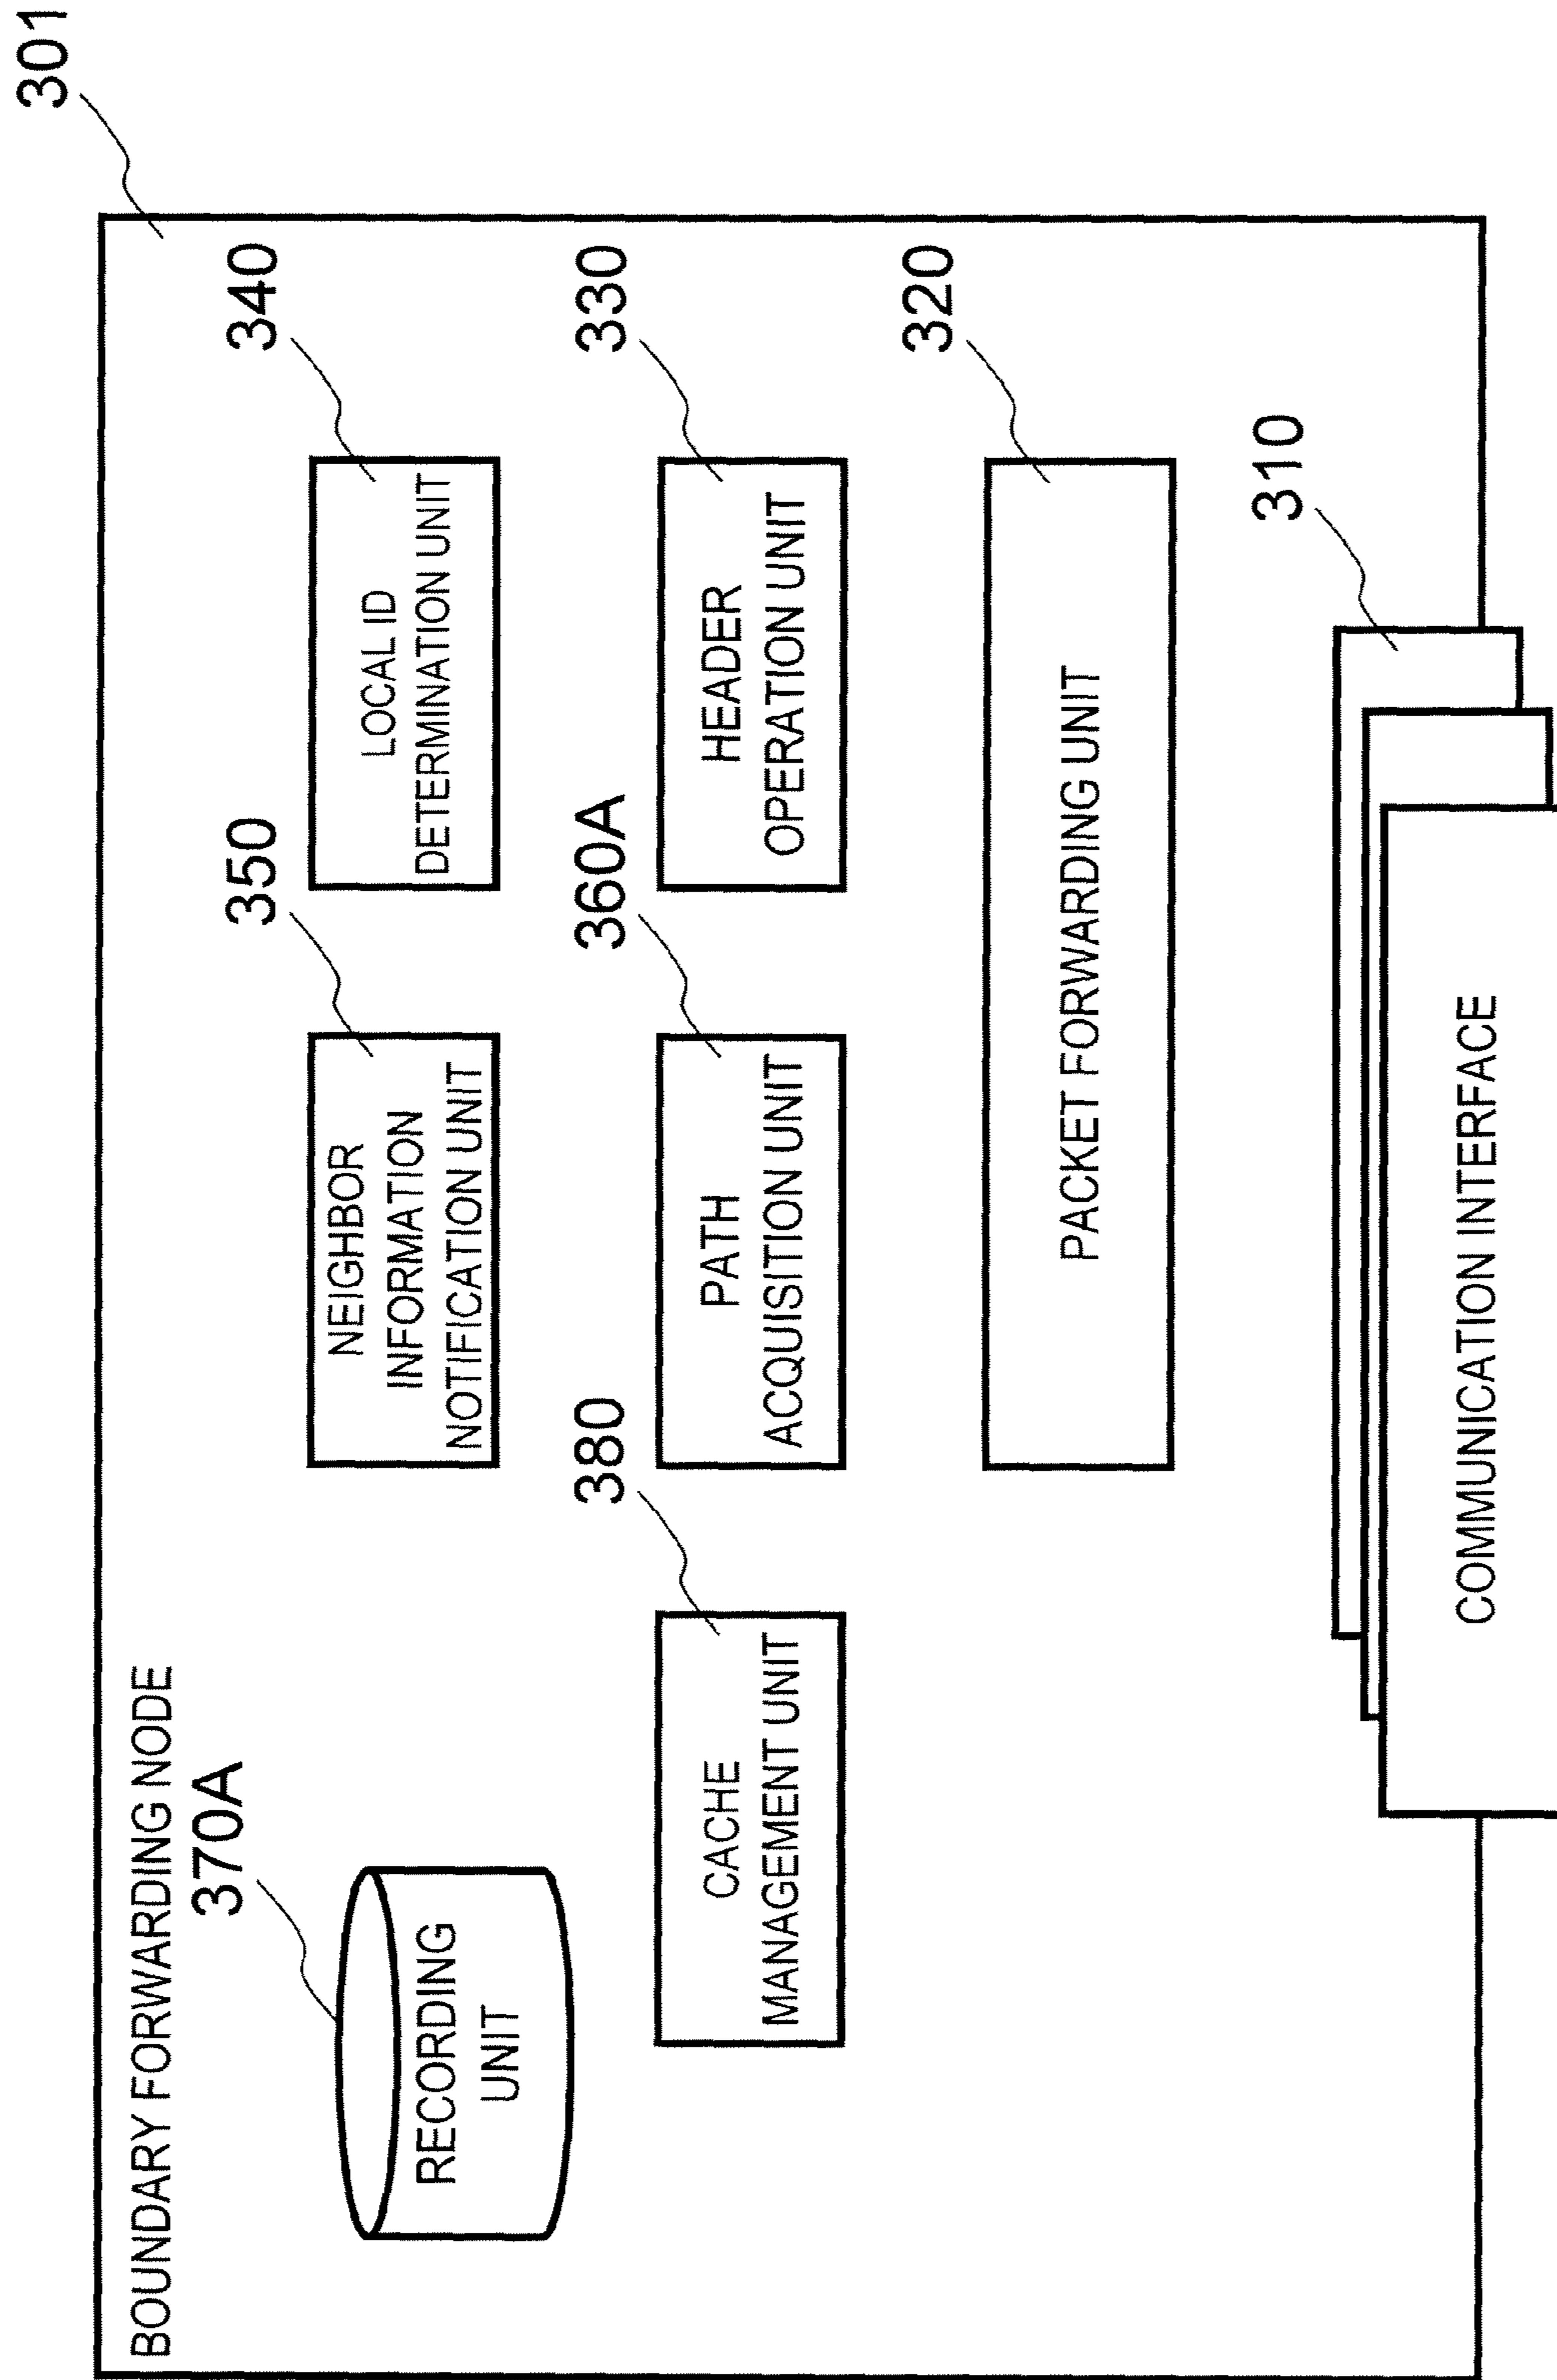 301
BOUNDARY FORWARDING NODE
370A
RECORDING
UNIT
350
NEIGHBOR
INFORMATION
NOTIFICATION UNIT
340
LOCAL ID
DETERMINATION UNIT
380
CACHE
MANAGEMENT UNIT
360A
PATH
ACQUISITION UNIT
330
HEADER
OPERATION UNIT
320
PACKET FORWARDING UNIT
310
COMMUNICATION INTERFACE